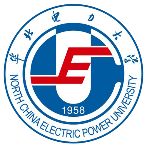 华北电力大学
1958
NORTH CHINA ELECTRIC POWER UNIVERSITY